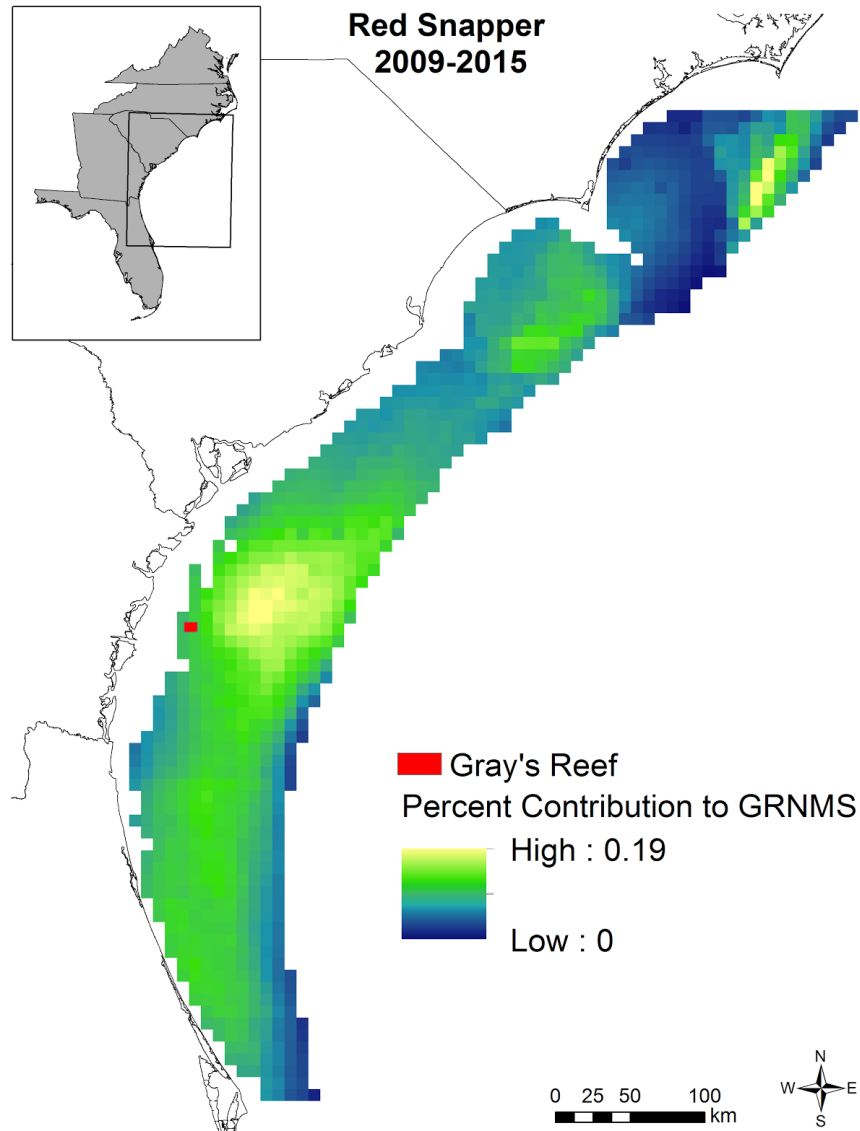 Red Snapper
2009-2015
Gray's Reef
Percent Contribution to GRNMS
High : 0.19
Low : 0
0 25 50 100
km
N
W E
S